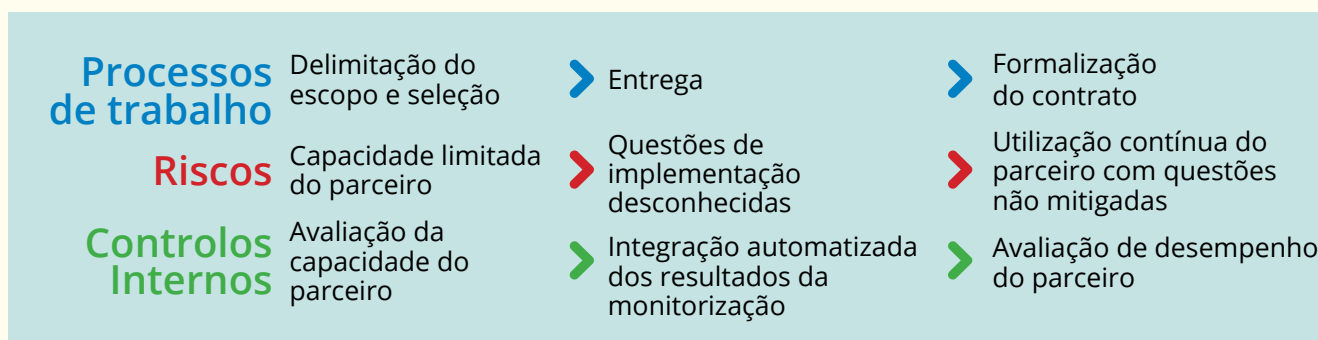 Processos
de trabalho
Delimitação do
escopo e seleção
Entrega
Formalização
do contrato
Riscos
Capacidade limitada
do parceiro
Questões de
implementação
desconhecidas
Utilização contínua do
parceiro com questões
não mitigadas
Controlos
Internos
Avaliação da
capacidade do
parceiro
Integração automatizada
dos resultados da
monitorização
Avaliação de desempenho
do parceiro